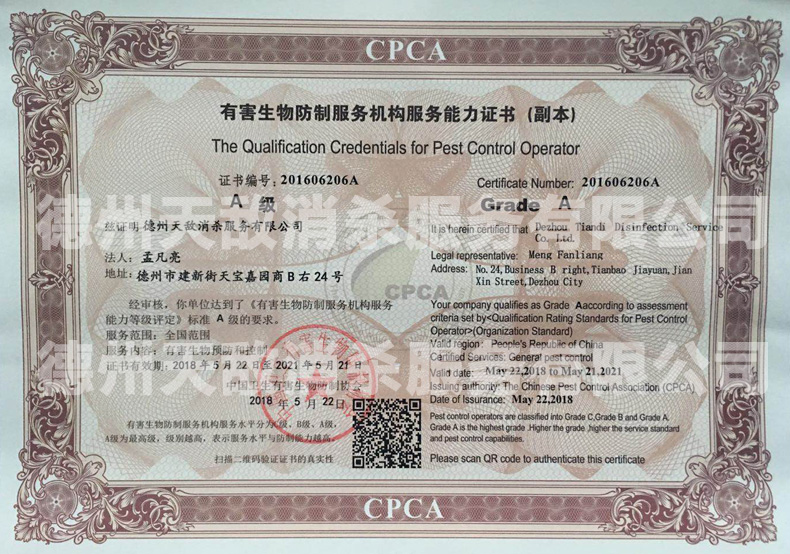 CPCA
有害生物防制服务机构服务能力证书（副本）
The Qualification Credentials for Pest Control Operator
证书编号：201606206A
Certificate Number: 201606206A
A 级
Grade A
兹证明 德州天敌消杀服务有限公司
It is herein certified that Dezhou Tiandi Disinfection Service Co. Ltd.
法人：孟凡亮
Legal representative: Meng Fanliang
地址：德州市建新街天宝嘉园商B右24号
Address: No.24,Business B right,Tianbao Jiayuan,Jian
Xin Street,Dezhou City
经审核，你单位达到了《有害生物防制服务机构服务
能力等级评定》标准 A 级的要求。
服务范围：全国范围
服务内容：有害生物预防和控制
证书有效期：2018 年 5 月 22 日至 2021 年 5 月 21 日
中国卫生有害生物防制协会
2018 年 5 月 22 日
Your company qualifies as Grade A according to assessment
criteria set by<Qualification Rating Standards for Pest Control
Operator>(Organization Standard)
Valid region: People's Republic of China
Certified Services: General pest control
Valid date: May 22,2018 to May 21,2021
Issuing authority: The Chinese Pest Control Association (CPCA)
Date of Issurance: May 22,2018
有害生物防制服务机构服务水平分为C级，B级，A级，
A级为最高级，级别越高，表示服务水平与防制能力越高。
Pest control operators are classified into Grade C,Grade B and Grade A.
Grade A is the highest grade .Higher the grade ,higher the service standard
and pest control capabilities.
扫描二维码验证证书的真实性
Please scan QR code to authenticate this certificate
CPCA
CPCA
德州天敌消杀服务有限公司
德州天敌消杀服务有限公司